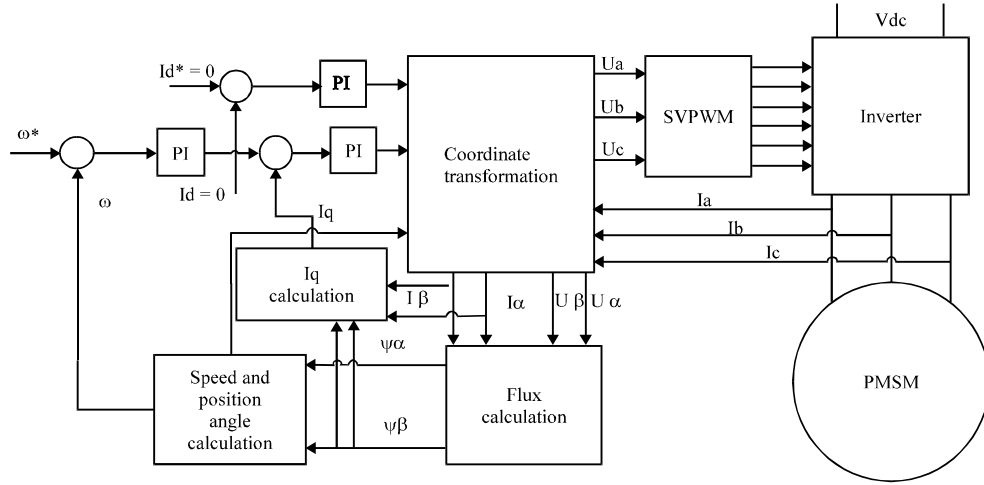 Vdc
Id* = 0
PI
Ua
Ub
Uc
SVPWM
Inverter
ω*
PI
PI
Coordinate
transformation
Id = 0
ω
Iq
Ia
Ib
Ic
Iq
calculation
I β
Iα
U β
U α
ψα
Speed and
position
angle
calculation
ψβ
Flux
calculation
PMSM